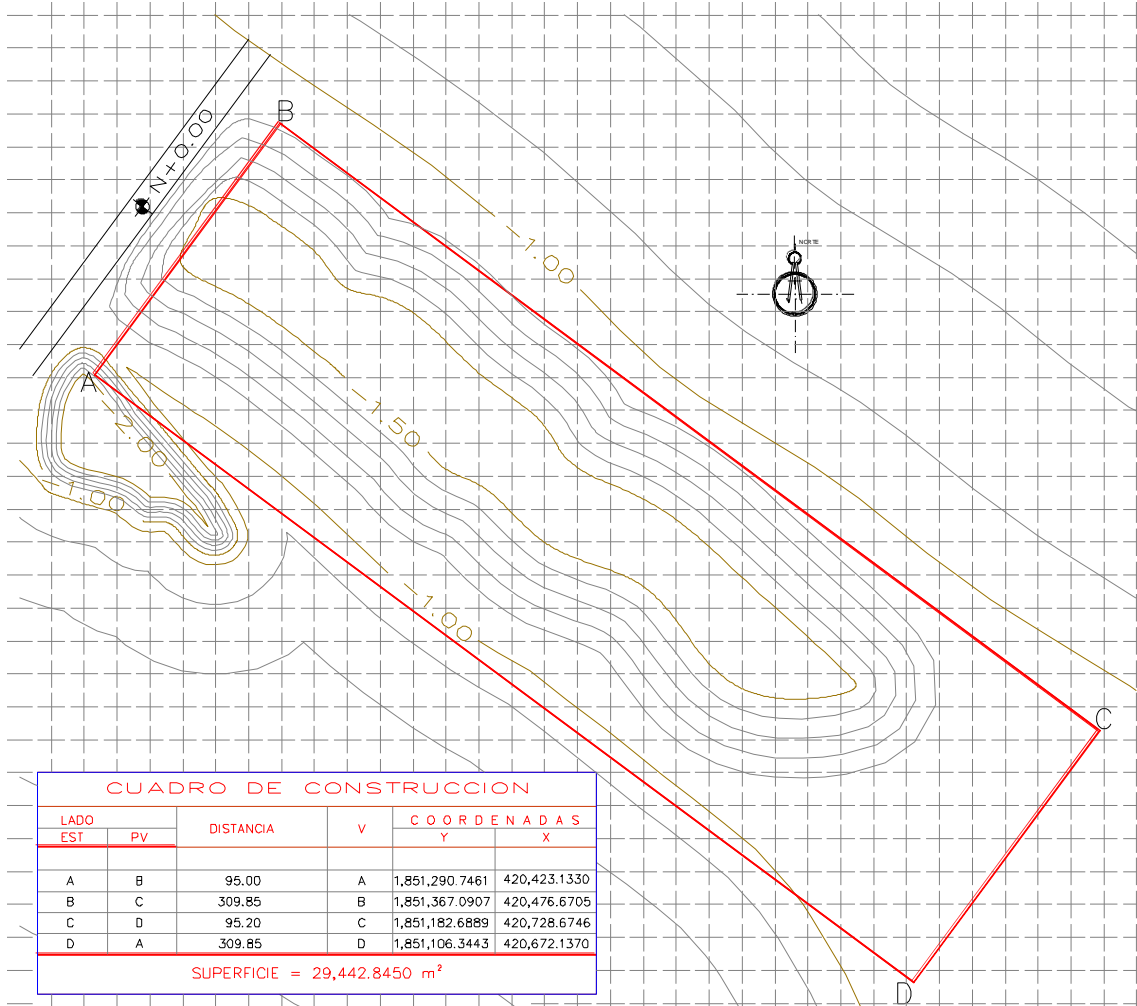 B
N+0.00
NORTE
-1.00
A
-1.50
-2.00
-1.00
-1.00
C
D
CUADRO DE CONSTRUCCION
LADO DISTANCIA V COORDENADAS
EST PV Y X
A B 95.00 A 1,851,290.7461 420,423.1330
B C 309.85 B 1,851,367.0907 420,476.6705
C D 95.20 C 1,851,182.6889 420,728.6746
D A 309.85 D 1,851,106.3443 420,672.1370
SUPERFICIE = 29,442.8450 m²